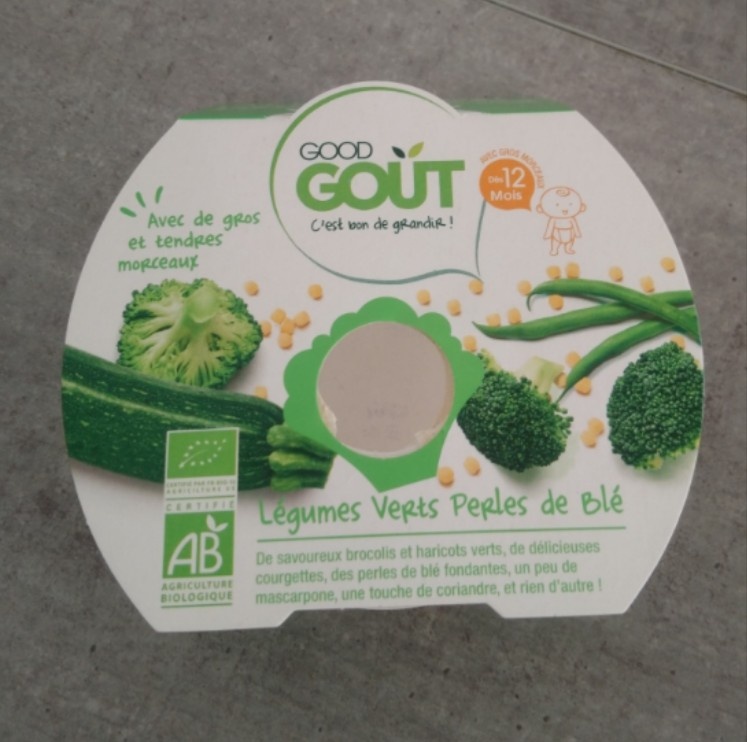 GOOD
GOÛT
C'est bon de grandir !
AVEC GROS MORCEAUX
Dès 12
Mois
Avec de gros
et tendres
morceaux
Légumes Verts Perles de Blé
De savoureux brocolis et haricots verts, de délicieuses
courgettes, des perles de blé fondantes, un peu de
mascarpone, une touche de coriandre, et rien d'autre !
CERTIFIÉ
AB
AGRICULTURE
BIOLOGIQUE